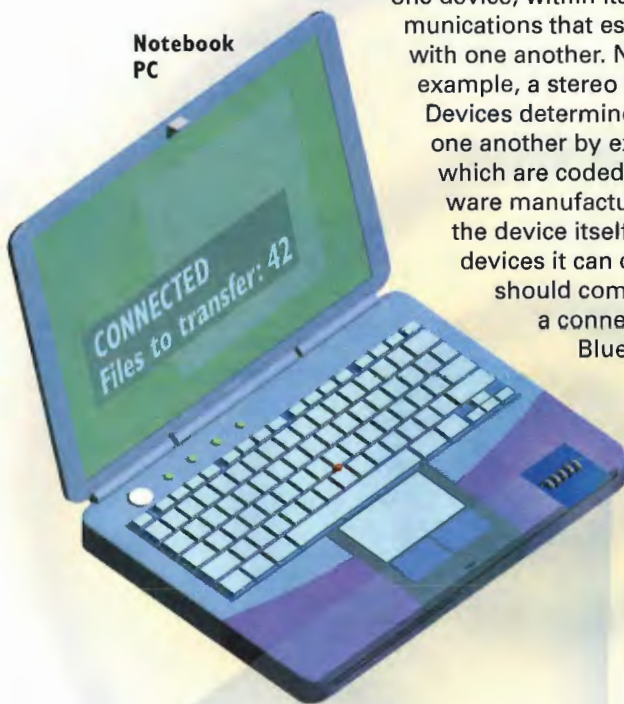 one device, within its
munications that es
with one another. N
example, a stereo
Devices determin
one another by ex
which are coded
ware manufactu
the device itself
devices it can
should com
a conne
Blue
Notebook
PC
CONNECTED
Files to transfer: 42